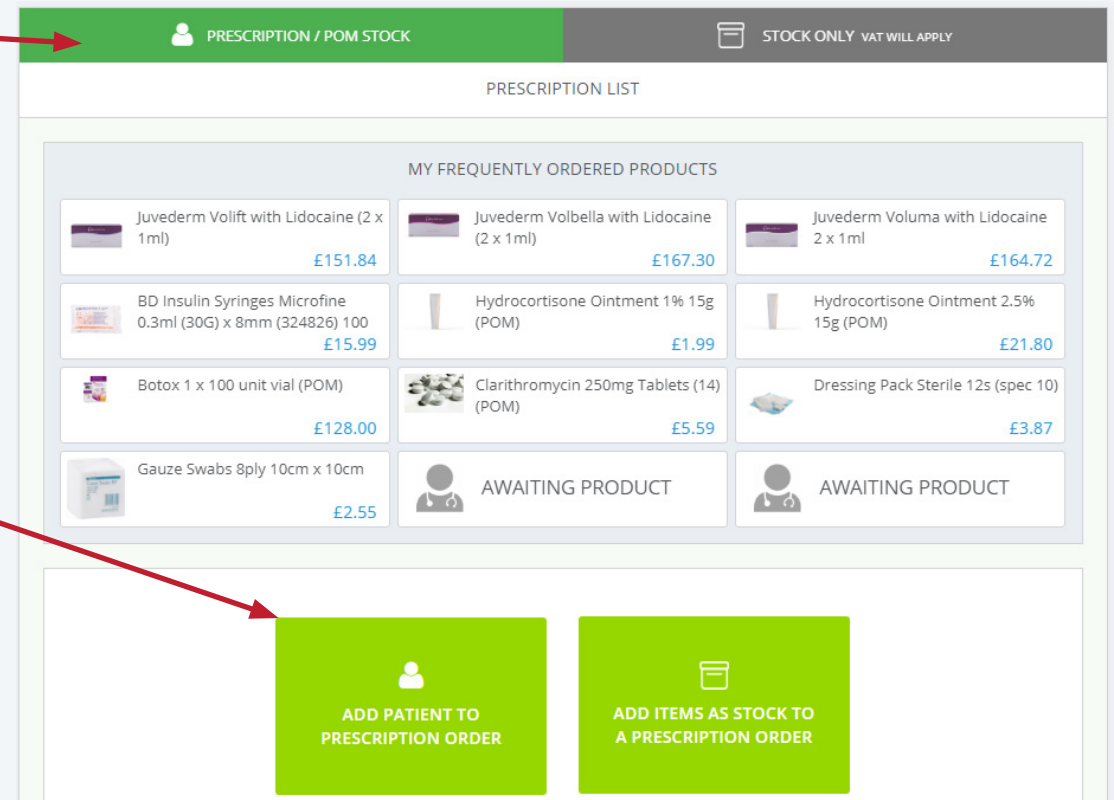 PRESCRIPTION / POM STOCK
STOCK ONLY VAT WILL APPLY
PRESCRIPTION LIST
MY FREQUENTLY ORDERED PRODUCTS
Juvederm Volift with Lidocaine (2 x
1ml)
£151.84
Juvederm Volbella with Lidocaine
(2 x 1ml)
£167.30
Juvederm Voluma with Lidocaine
2 x 1ml
£164.72
BD Insulin Syringes Microfine
0.3ml (30G) x 8mm (324826) 100
£15.99
Hydrocortisone Ointment 1% 15g
(POM)
£1.99
Hydrocortisone Ointment 2.5%
15g (POM)
£21.80
Botox 1 x 100 unit vial (POM)
£128.00
Clarithromycin 250mg Tablets (14)
(POM)
£5.59
Dressing Pack Sterile 12s (spec 10)
£3.87
Gauze Swabs 8ply 10cm x 10cm
£2.55
AWAITING PRODUCT
AWAITING PRODUCT
ADD PATIENT TO
PRESCRIPTION ORDER
ADD ITEMS AS STOCK TO
A PRESCRIPTION ORDER